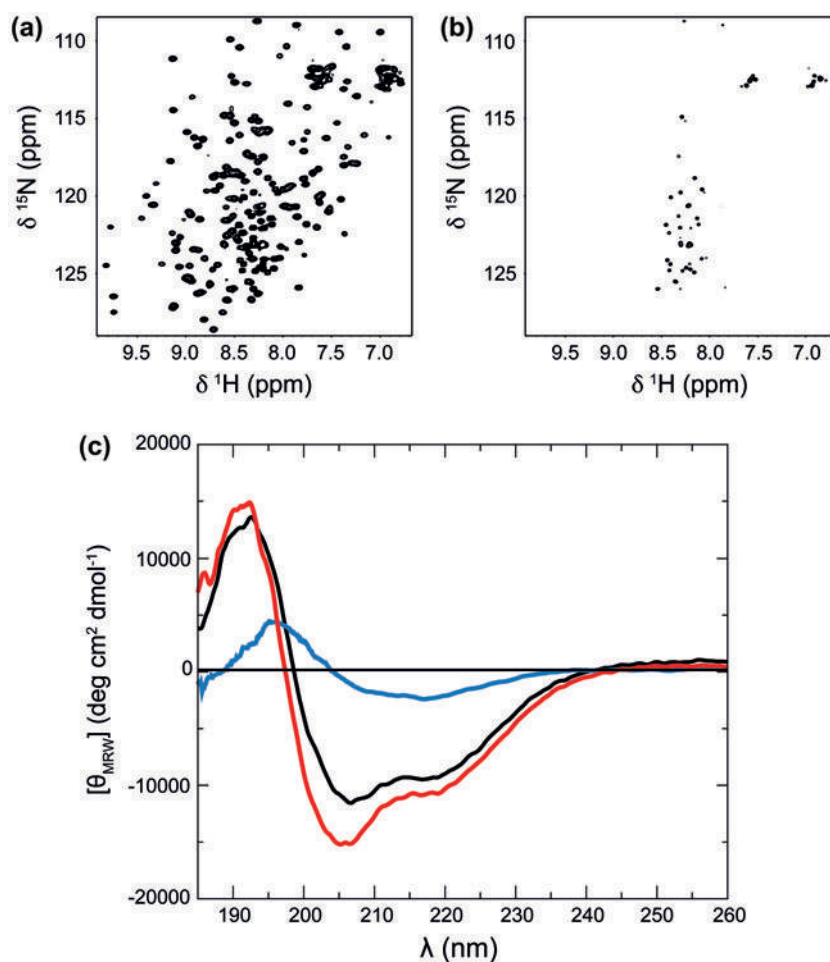 (a)
110
115
120
125
δ ¹⁵N (ppm)
9.5 9.0 8.5 8.0 7.5 7.0
δ ¹H (ppm)
(b)
110
115
120
125
δ ¹⁵N (ppm)
9.5 9.0 8.5 8.0 7.5 7.0
δ ¹H (ppm)
(c)
20000
10000
0
-10000
-20000
[θMRW] (deg cm² dmol⁻¹)
190 200 210 220 230 240 250 260
λ (nm)